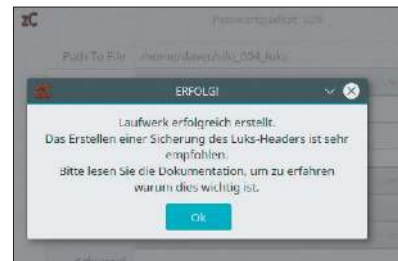 zC
Passwortqualität:
Path To File
ERFOLG!
Laufwerk erfolgreich erstellt.
Das Erstellen einer Sicherung des Luks-Headers ist sehr
empfohlen.
Bitte lesen Sie die Dokumentation, um zu erfahren
warum dies wichtig ist.
Ok